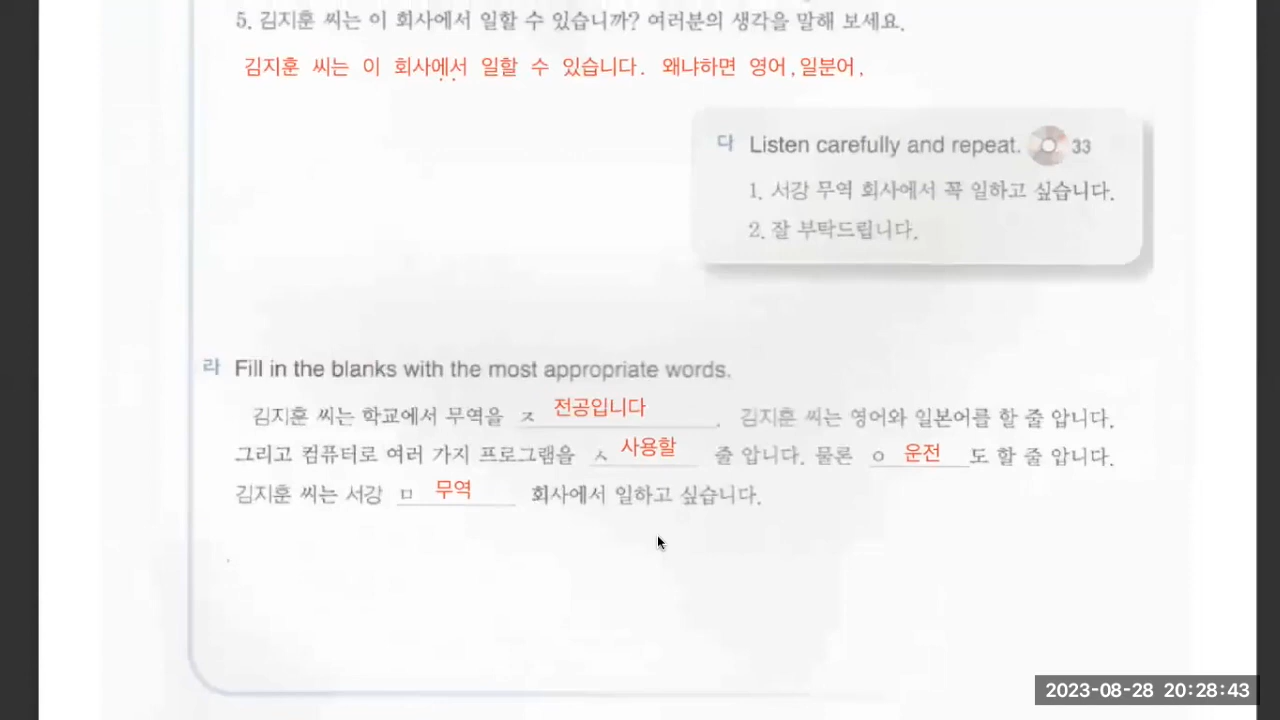 5. 김지훈 씨는 이 회사에서 일할 수 있습니까? 여러분의 생각을 말해 보세요.
김지훈 씨는 이 회사에서 일할 수 있습니다. 왜냐하면 영어,일분어,
다 Listen carefully and repeat. 33
1. 서강 무역 회사에서 꼭 일하고 싶습니다.
2. 잘 부탁드립니다.
라 Fill in the blanks with the most appropriate words.
김지훈 씨는 학교에서 무역을 ㅈ 전공입니다. 김지훈 씨는 영어와 일본어를 할 줄 압니다.
그리고 컴퓨터로 여러 가지 프로그램을 ㅅ 사용할 줄 압니다. 물론 ㅇ 운전도 할 줄 압니다.
김지훈 씨는 서강 ㅁ 무역 회사에서 일하고 싶습니다.
2023-08-28 20:28:43